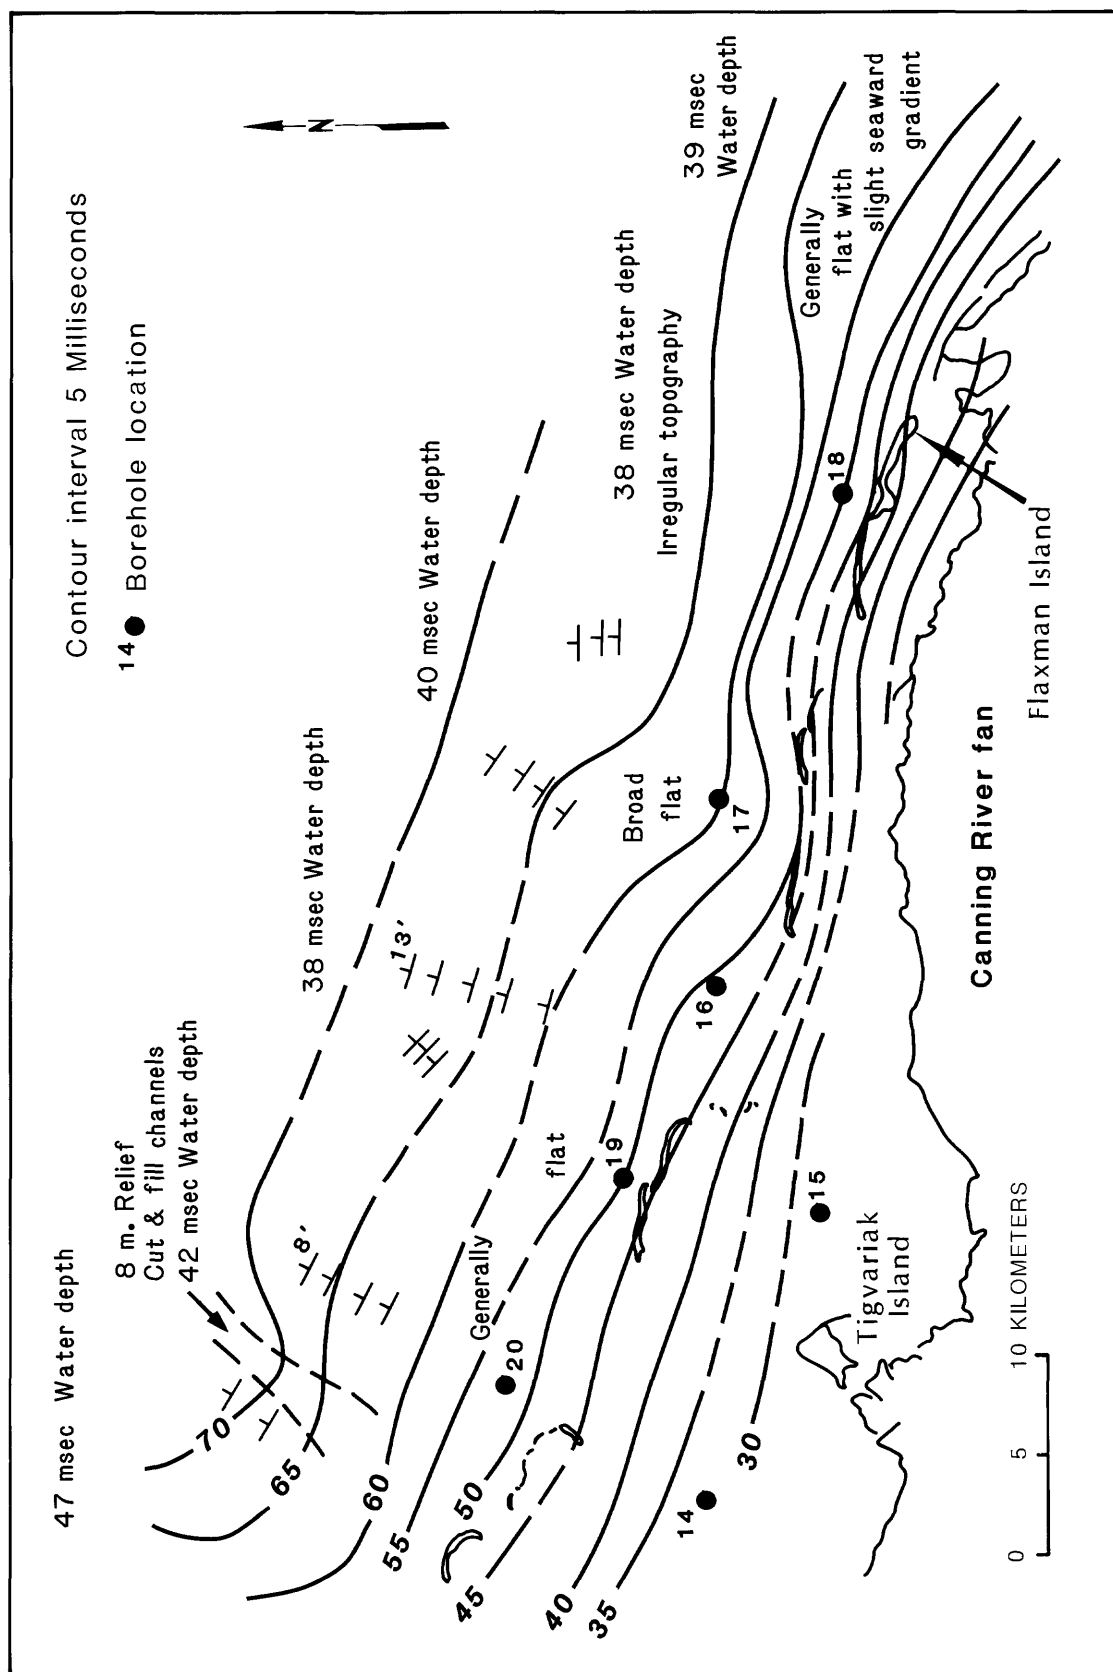 Contour interval 5 Milliseconds
14 Borehole location
N
47 msec Water depth
8 m. Relief
Cut & fill channels
42 msec Water depth
38 msec Water depth
40 msec Water depth
38 msec Water depth
Irregular topography
39 msec
Water depth
Generally
flat with
slight seaward
gradient
8'
13'
Broad
flat
Generally
flat
70
65
60
55
50
45
40
35
30
20
19
16
17
18
14
15
Tigvariak
Island
Canning River fan
Flaxman Island
0
5
10 KILOMETERS